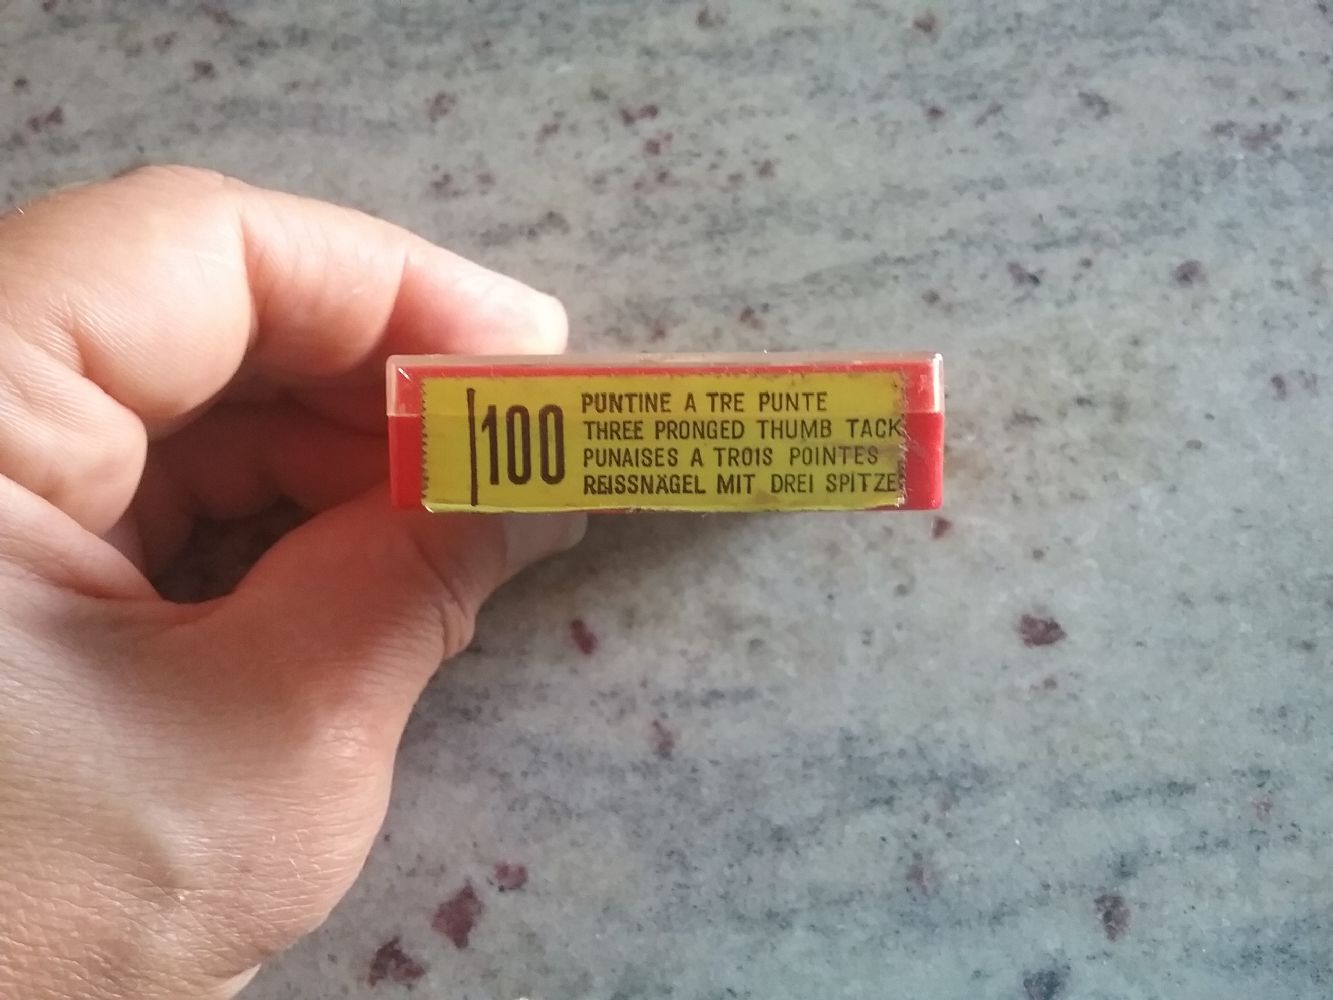 100
PUNTINE A TRE PUNTE
THREE PRONGED THUMB TACK
PUNAISES A TROIS POINTES
REISSNÄGEL MIT DREI SPITZE